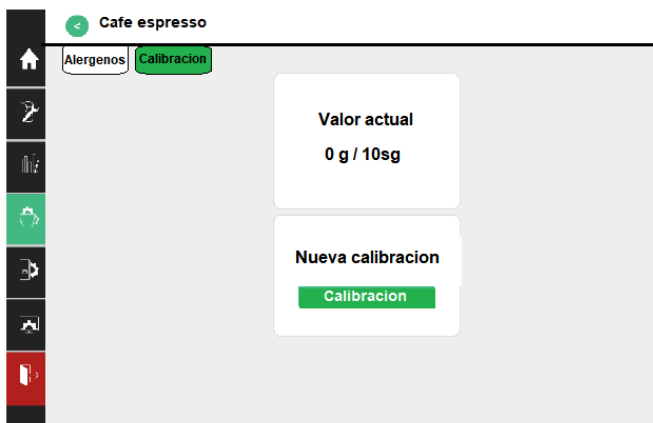 Cafe espresso
Alergenos
Calibracion
Valor actual
0 g / 10sg
Nueva calibracion
Calibracion